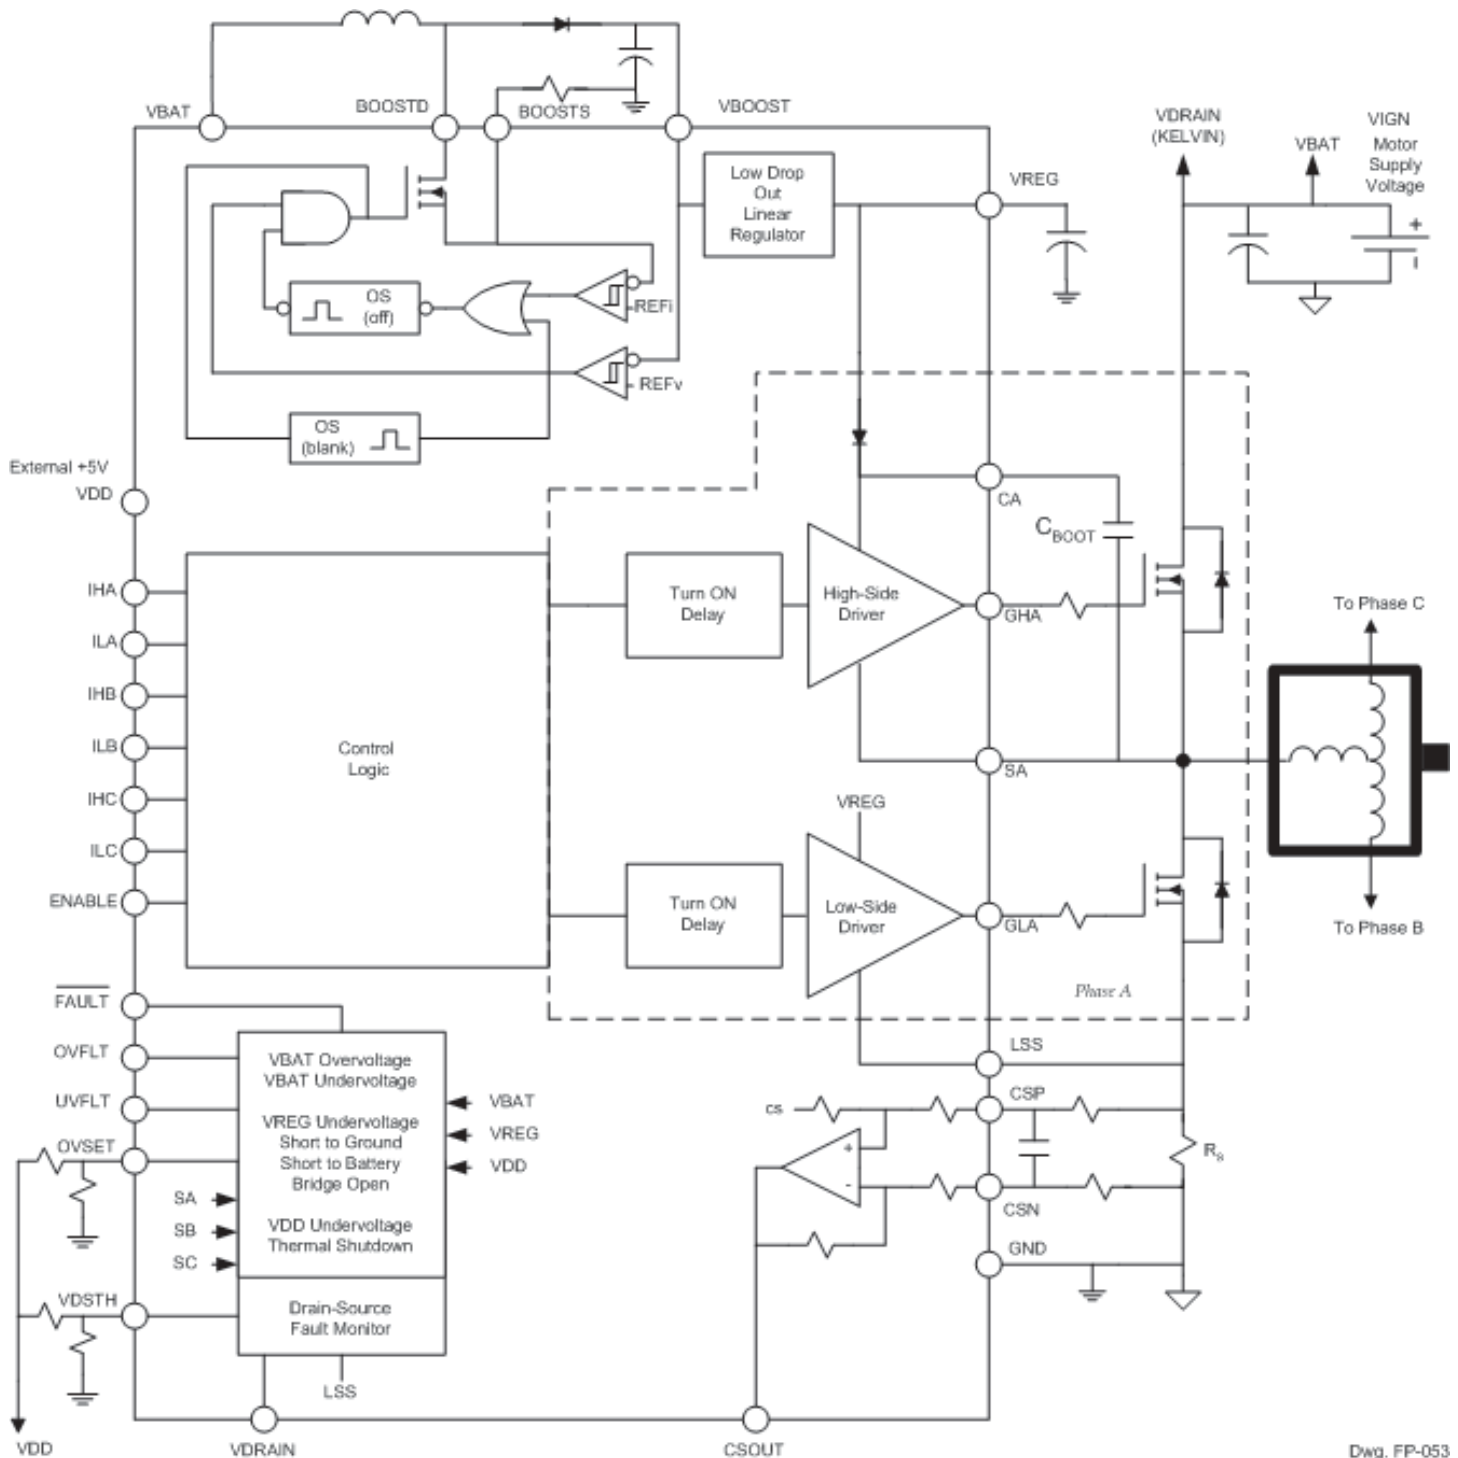 VBAT
BOOSTD
BOOSTS
VBOOST
VDRAIN
(KELVIN)
VBAT
VIGN
Motor
Supply
Voltage
+
-
Low Drop
Out
Linear
Regulator
VREG
OS
(off)
REFi
REFv
OS
(blank)
External +5V
VDD
CA
CBOOT
IHA
ILA
IHB
ILB
IHC
ILC
ENABLE
Control
Logic
Turn ON
Delay
High-Side
Driver
GHA
To Phase C
SA
VREG
Turn ON
Delay
Low-Side
Driver
GLA
To Phase B
Phase A
FAULT
OVFLT
UVFLT
OVSET
VBAT Overvoltage
VBAT Undervoltage
VREG Undervoltage
Short to Ground
Short to Battery
Bridge Open
VDD Undervoltage
Thermal Shutdown
VBAT
VREG
VDD
SA
SB
SC
VDSTH
Drain-Source
Fault Monitor
LSS
LSS
CSP
cs
+
-
CSN
RS
GND
VDD
VDRAIN
CSOUT
Dwg. FP-053